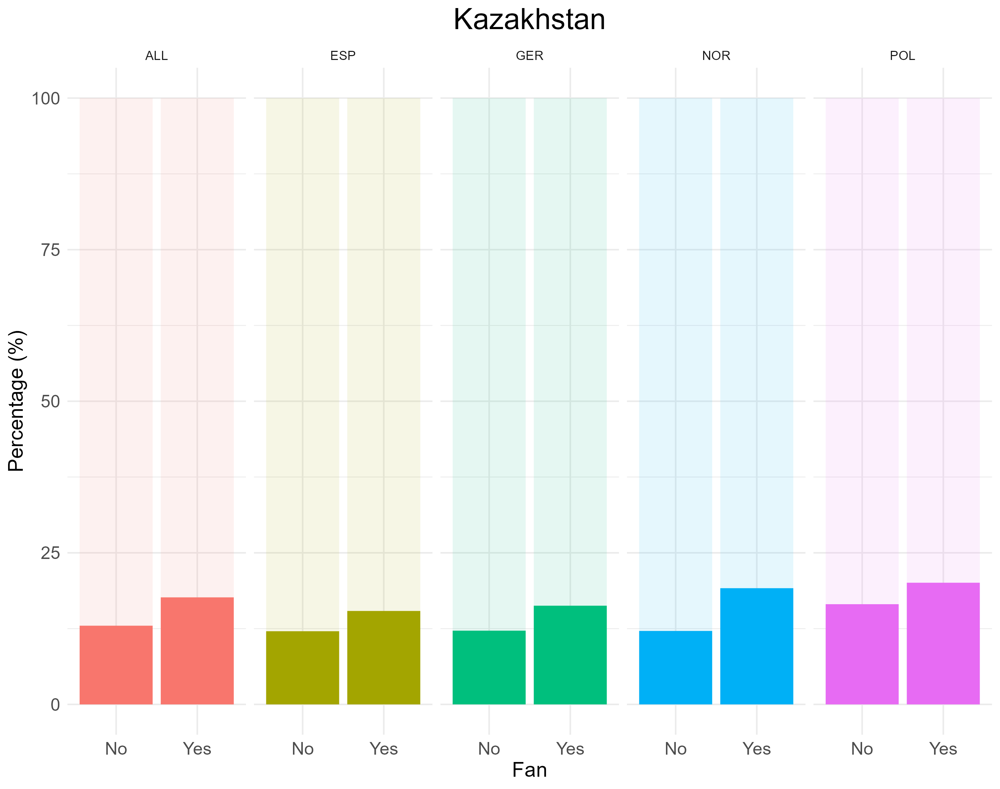 Kazakhstan
ALL ESP GER NOR POL
100
75
50
25
0
Percentage (%)
No Yes No Yes No Yes No Yes No Yes
Fan